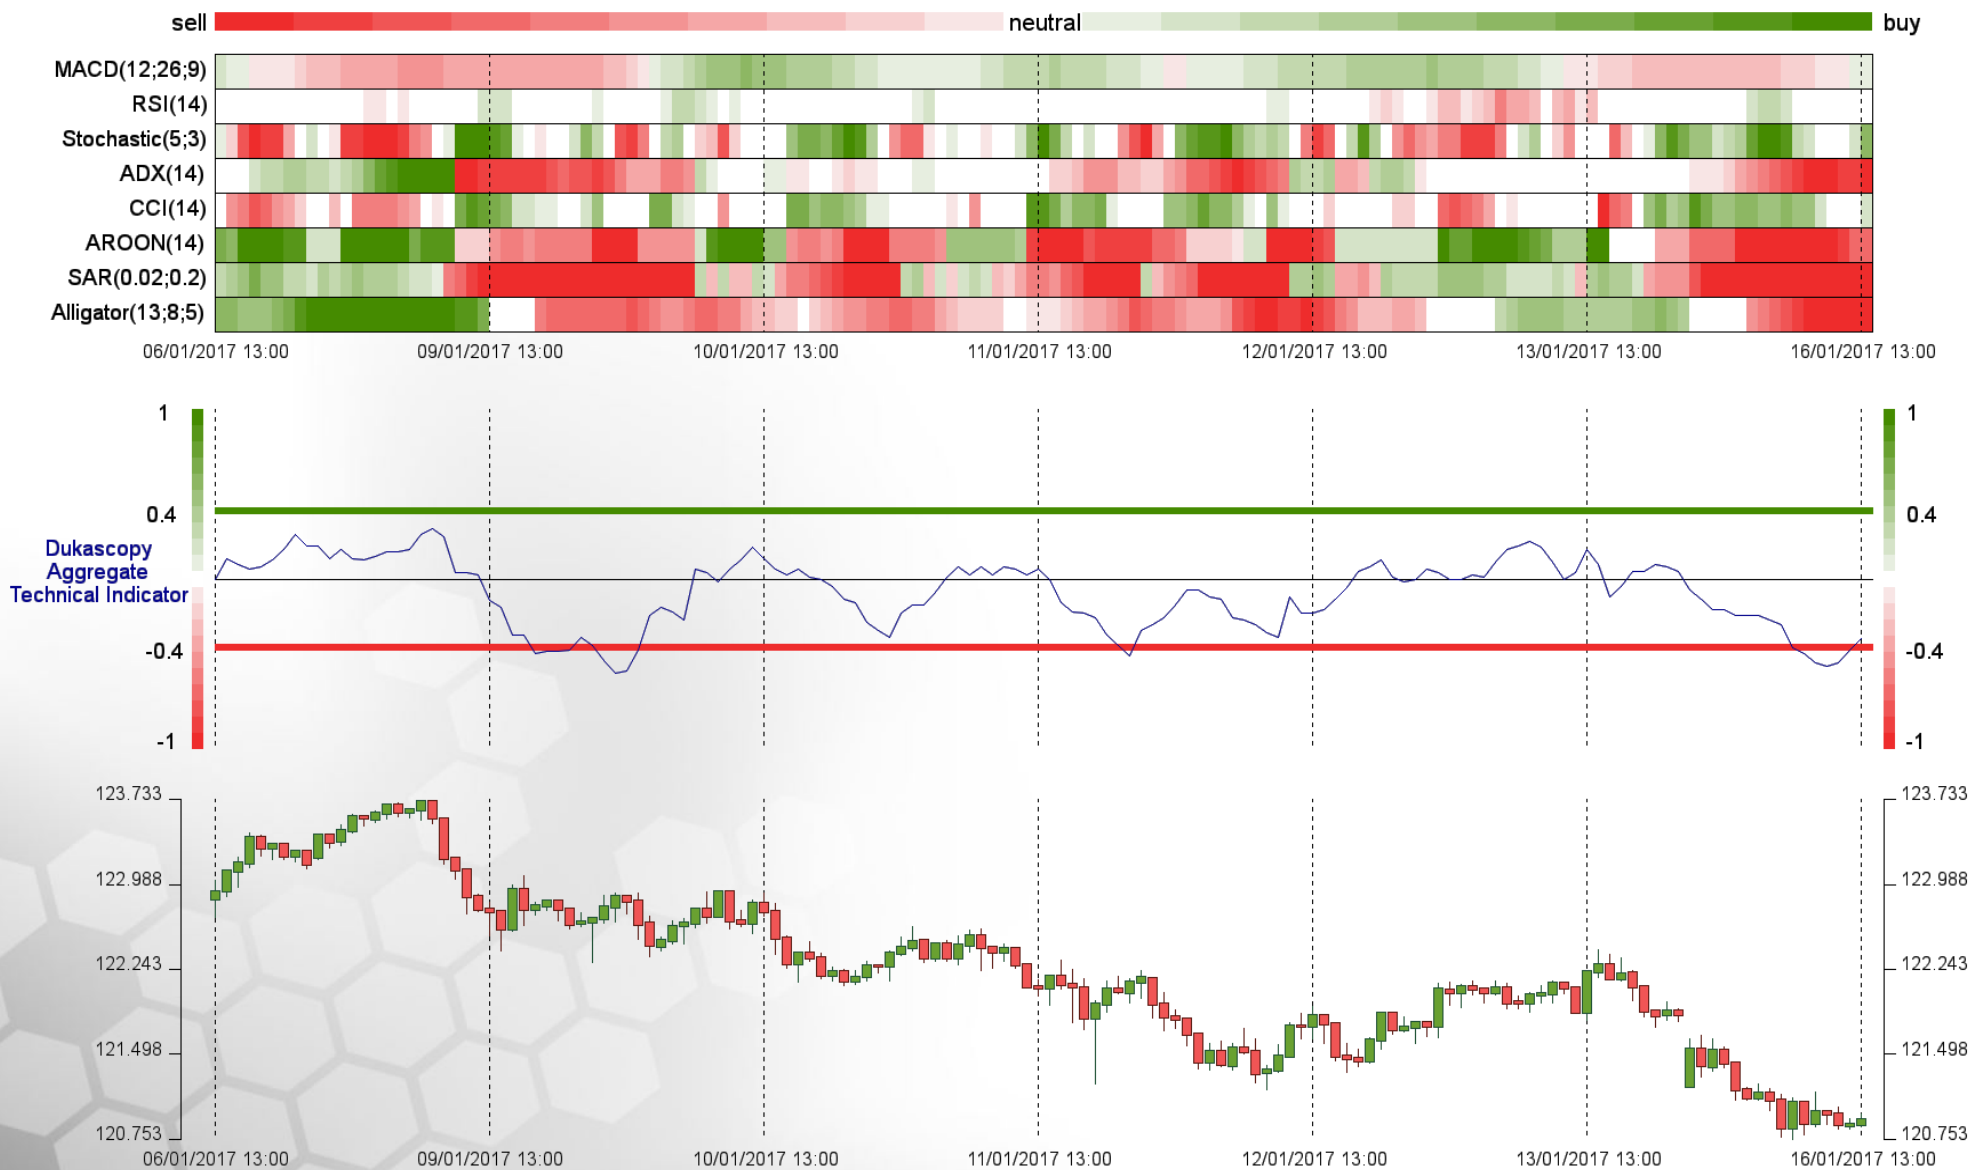 sell neutral buy
MACD(12;26;9)
RSI(14)
Stochastic(5;3)
ADX(14)
CCI(14)
AROON(14)
SAR(0.02;0.2)
Alligator(13;8;5)
06/01/2017 13:00 09/01/2017 13:00 10/01/2017 13:00 11/01/2017 13:00 12/01/2017 13:00 13/01/2017 13:00 16/01/2017 13:00
1 1
0.4 0.4
Dukascopy
Aggregate
Technical Indicator
-0.4 -0.4
-1 -1
123.733 123.733
122.988 122.988
122.243 122.243
121.498 121.498
120.753 120.753
06/01/2017 13:00 09/01/2017 13:00 10/01/2017 13:00 11/01/2017 13:00 12/01/2017 13:00 13/01/2017 13:00 16/01/2017 13:00